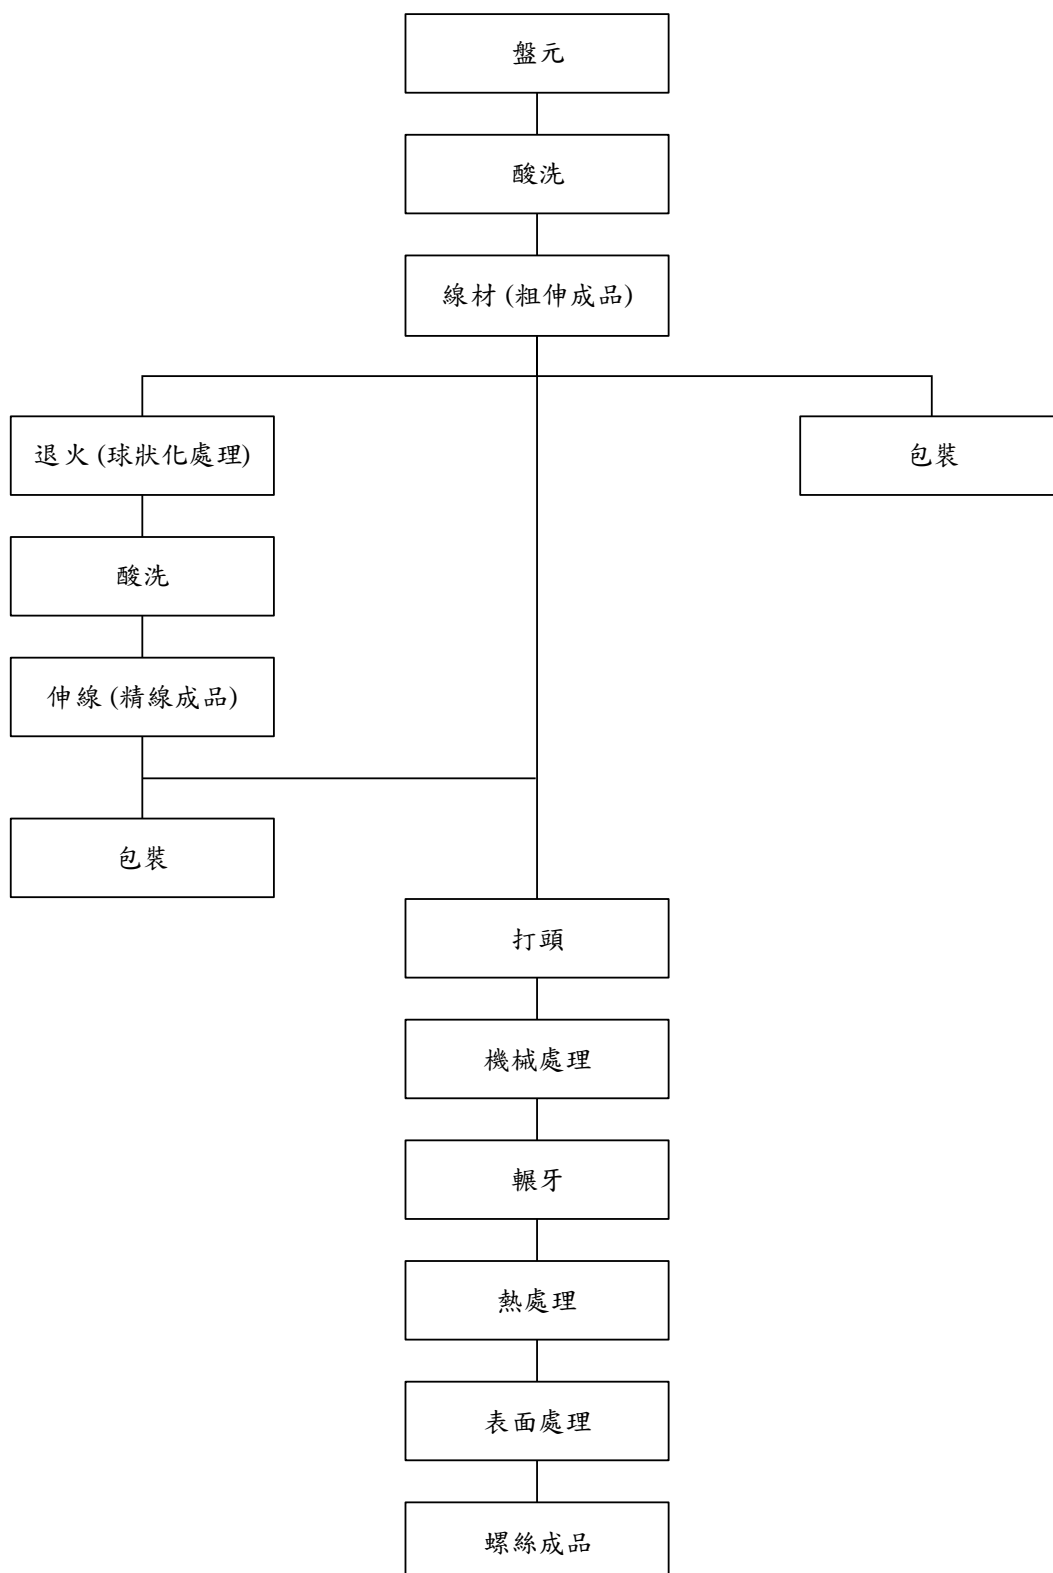 盤元
酸洗
線材 (粗伸成品)
退火 (球狀化處理)
包裝
酸洗
伸線 (精線成品)
包裝
打頭
機械處理
輾牙
熱處理
表面處理
螺絲成品